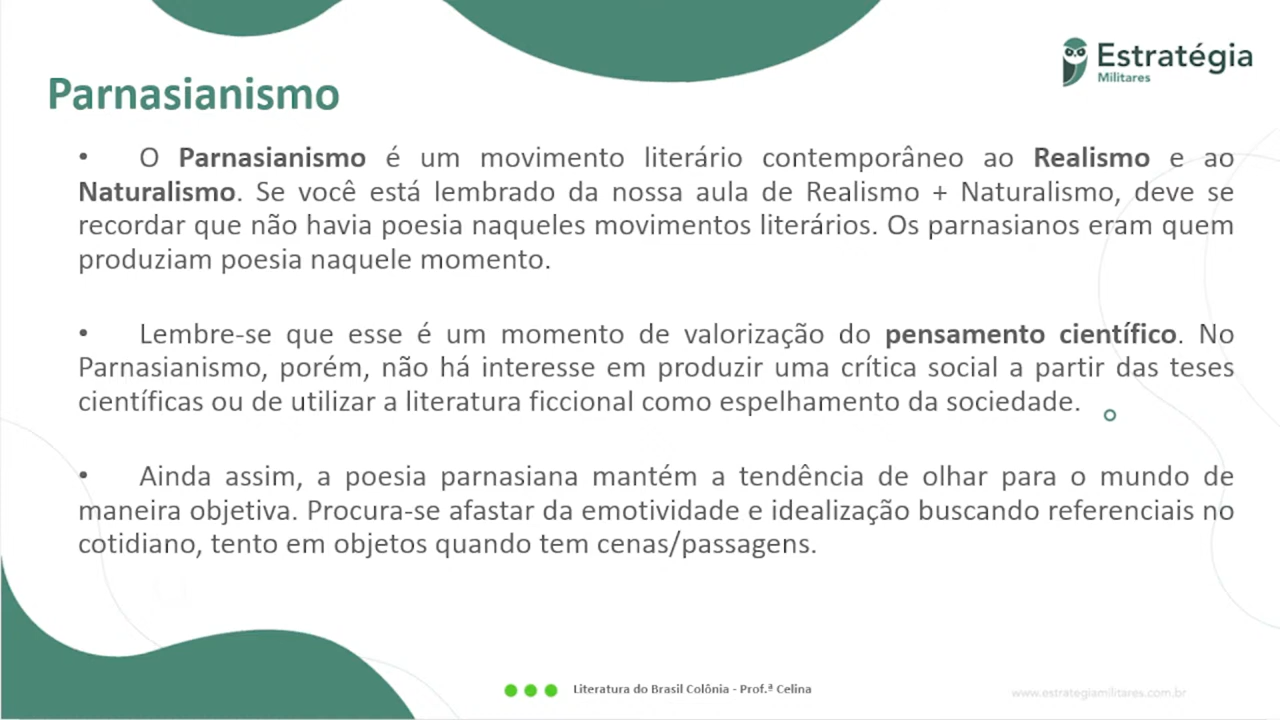 Estratégia
Militares
Parnasianismo
• O Parnasianismo é um movimento literário contemporâneo ao Realismo e ao
Naturalismo. Se você está lembrado da nossa aula de Realismo + Naturalismo, deve se
recordar que não havia poesia naqueles movimentos literários. Os parnasianos eram quem
produziam poesia naquele momento.
• Lembre-se que esse é um momento de valorização do pensamento científico. No
Parnasianismo, porém, não há interesse em produzir uma crítica social a partir das teses
científicas ou de utilizar a literatura ficcional como espelhamento da sociedade.
• Ainda assim, a poesia parnasiana mantém a tendência de olhar para o mundo de
maneira objetiva. Procura-se afastar da emotividade e idealização buscando referenciais no
cotidiano, tento em objetos quando tem cenas/passagens.
Literatura do Brasil Colônia - Prof.ª Celina
www.estrategiamilitares.com.br